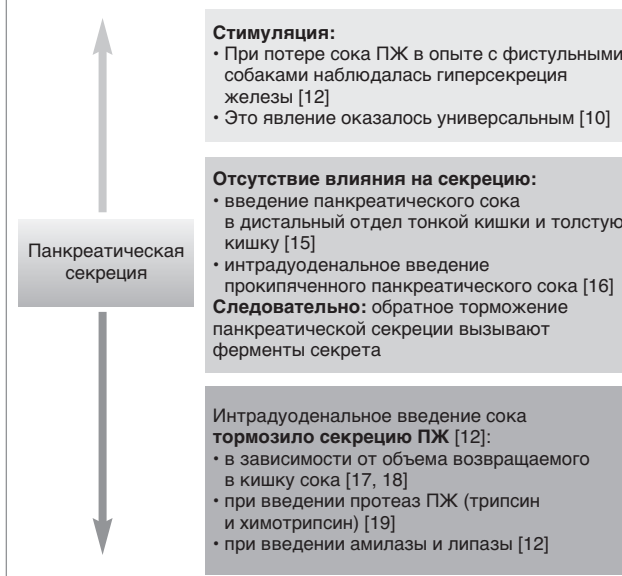 Стимуляция:
• При потере сока ПЖ в опыте с фистульными
собаками наблюдалась гиперсекреция
железы [12]
• Это явление оказалось универсальным [10]
Панкреатическая
секреция
Отсутствие влияния на секрецию:
• введение панкреатического сока
в дистальный отдел тонкой кишки и толстую
кишку [15]
• интрадуоденальное введение
прокипяченного панкреатического сока [16]
Следовательно: обратное торможение
панкреатической секреции вызывают
ферменты секрета
Интрадуоденальное введение сока
тормозило секрецию ПЖ [12]:
• в зависимости от объема возвращаемого
в кишку сока [17, 18]
• при введении протеаз ПЖ (трипсин
и химотрипсин) [19]
• при введении амилазы и липазы [12]